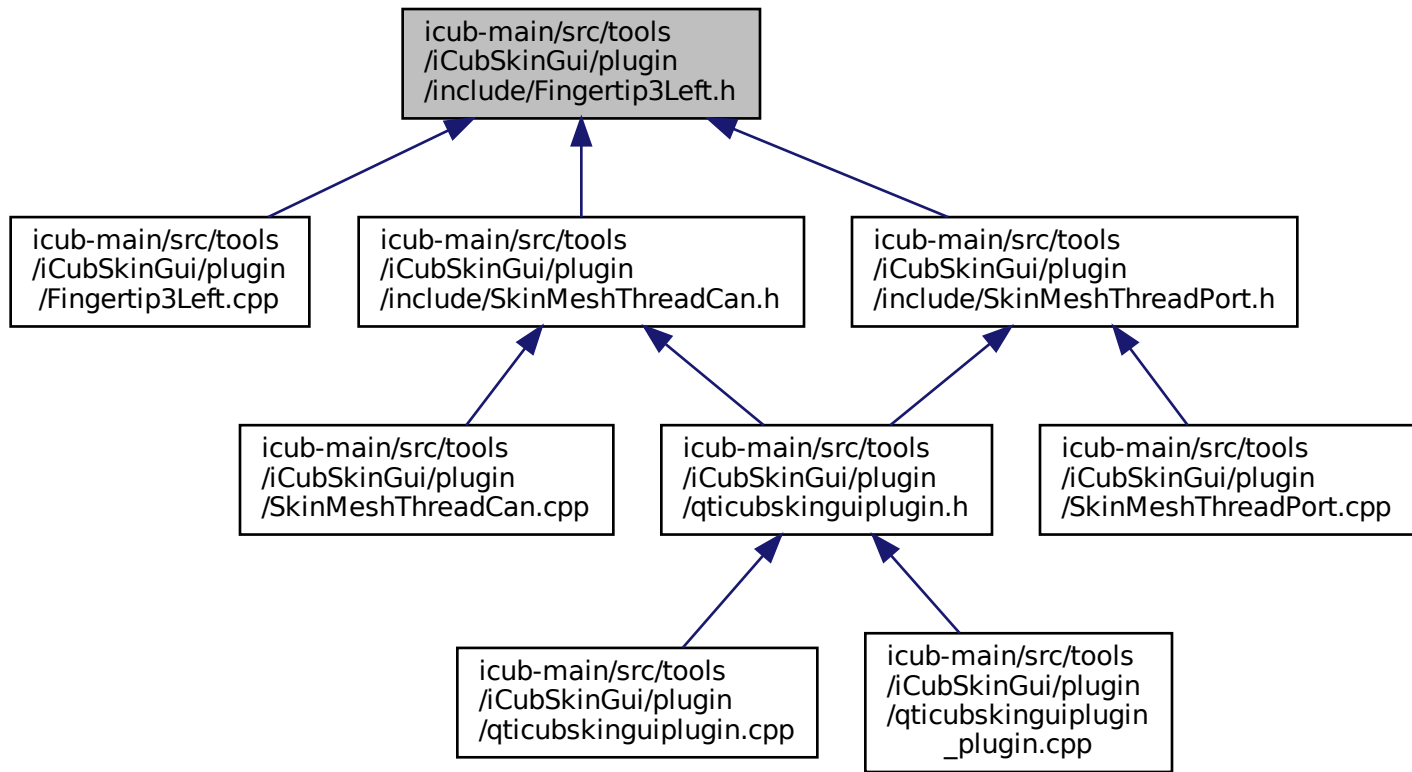 icub-main/src/tools
/iCubSkinGui/plugin
/include/Fingertip3Left.h
icub-main/src/tools
/iCubSkinGui/plugin
/Fingertip3Left.cpp
icub-main/src/tools
/iCubSkinGui/plugin
/include/SkinMeshThreadCan.h
icub-main/src/tools
/iCubSkinGui/plugin
/include/SkinMeshThreadPort.h
icub-main/src/tools
/iCubSkinGui/plugin
/SkinMeshThreadCan.cpp
icub-main/src/tools
/iCubSkinGui/plugin
/qticubskinguiplugin.h
icub-main/src/tools
/iCubSkinGui/plugin
/SkinMeshThreadPort.cpp
icub-main/src/tools
/iCubSkinGui/plugin
/qticubskinguiplugin.cpp
icub-main/src/tools
/iCubSkinGui/plugin
/qticubskinguiplugin
_plugin.cpp